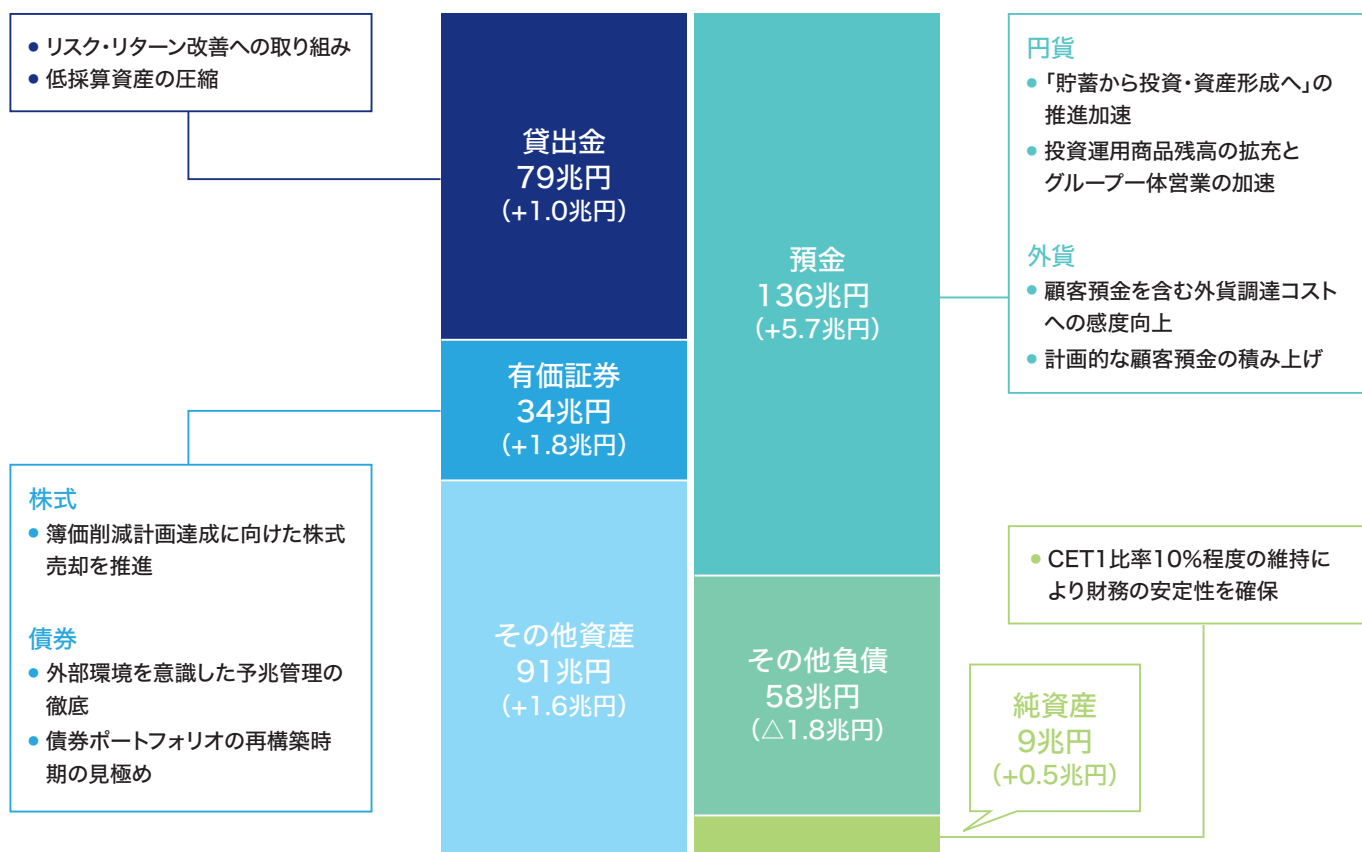 • リスク・リターン改善への取り組み
• 低採算資産の圧縮
貸出金
79兆円
（+1.0兆円）
有価証券
34兆円
（+1.8兆円）
株式
• 簿価削減計画達成に向けた株式
売却を推進
債券
• 外部環境を意識した予兆管理の
徹底
• 債券ポートフォリオの再構築時
期の見極め
その他資産
91兆円
（+1.6兆円）
預金
136兆円
（+5.7兆円）
円貨
• 「貯蓄から投資・資産形成へ」の
推進加速
• 投資運用商品残高の拡充と
グループ一体営業の加速
外貨
• 顧客預金を含む外貨調達コスト
への感度向上
• 計画的な顧客預金の積み上げ
その他負債
58兆円
（△1.8兆円）
• CET1比率10%程度の維持に
より財務の安定性を確保
純資産
9兆円
（+0.5兆円）